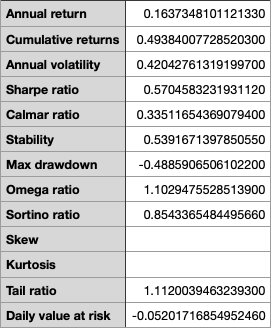 Annual return 0.1637348101121330
Cumulative returns 0.49384007728520300
Annual volatility 0.42042761319199700
Sharpe ratio 0.5704583231931120
Calmar ratio 0.33511654369079400
Stability 0.5391671397850550
Max drawdown -0.4885906506102200
Omega ratio 1.1029475528513900
Sortino ratio 0.8543365484495660
Skew
Kurtosis
Tail ratio 1.1120039463239300
Daily value at risk -0.05201716854952460